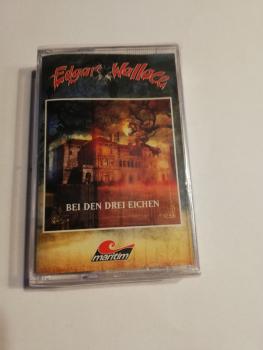 Edgar Wallace
BEI DEN DREI EICHEN
maritim